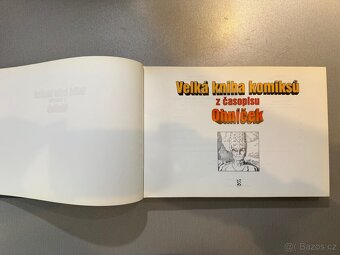 Velká kniha komiksů
z časopisu
Ohníček
© Bazos.cz